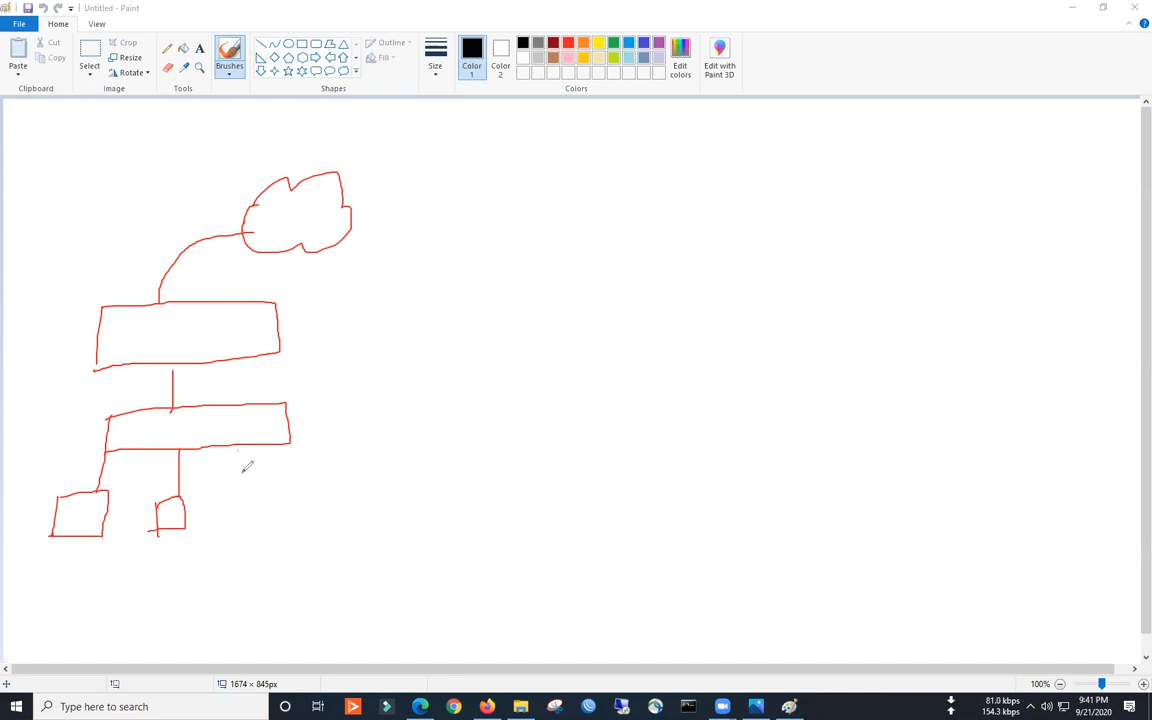 Untitled - Paint
File Home View
Paste
Cut
Copy
Clipboard
Select
Crop
Resize
Rotate
Image
Tools
Brushes
Shapes
Outline
Fill
Size
Color 1
Color 2
Edit colors
Colors
Edit with Paint 3D
1674 × 845px
100%
Type here to search
81.0 kbps
154.3 kbps
9:41 PM
9/21/2020